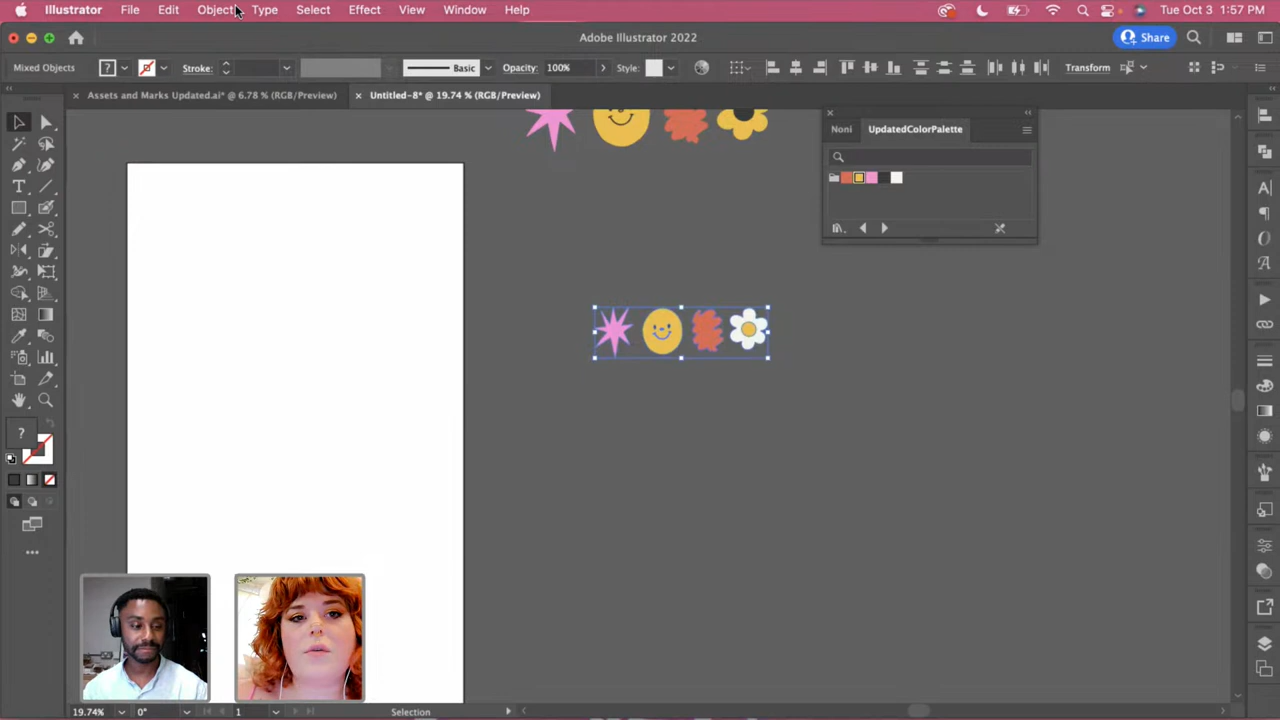 Illustrator File Edit Object Type Select Effect View Window Help Tue Oct 3 1:57 PM
Adobe Illustrator 2022 Share
Mixed Objects ? Stroke: Basic Opacity: 100% Style: Transform
× Assets and Marks Updated.ai* @ 6.78 % (RGB/Preview) × Untitled-8* @ 19.74 % (RGB/Preview)
Noni UpdatedColorPalette
?
19.74% 0° 1 Selection